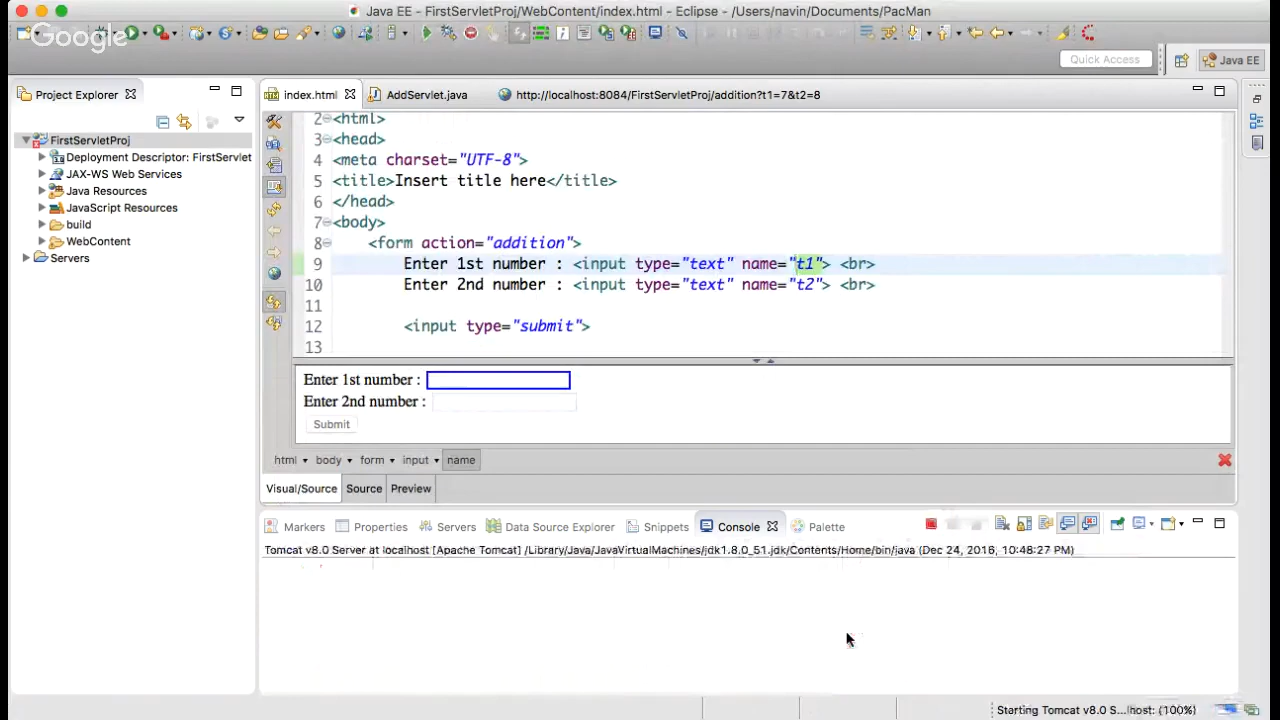 Java EE - FirstServletProj/WebContent/index.html - Eclipse - /Users/navin/Documents/PacMan
Google
Quick Access
Java EE
Project Explorer
index.html
AddServlet.java
http://localhost:8084/FirstServletProj/addition?t1=7&t2=8
FirstServletProj
Deployment Descriptor: FirstServlet
JAX-WS Web Services
Java Resources
JavaScript Resources
build
WebContent
Servers
2 <html>
3 <head>
4 <meta charset="UTF-8">
5 <title>Insert title here</title>
6 </head>
7 <body>
8 <form action="addition">
9 Enter 1st number : <input type="text" name="t1"> <br>
10 Enter 2nd number : <input type="text" name="t2"> <br>
11
12 <input type="submit">
13
Enter 1st number :
Enter 2nd number :
Submit
html body form input name
Visual/Source Source Preview
Markers Properties Servers Data Source Explorer Snippets Console Palette
Tomcat v8.0 Server at localhost [Apache Tomcat] /Library/Java/JavaVirtualMachines/jdk1.8.0_51.jdk/Contents/Home/bin/java (Dec 24, 2016, 10:48:27 PM)
Starting Tomcat v8.0 S...lhost: (100%)